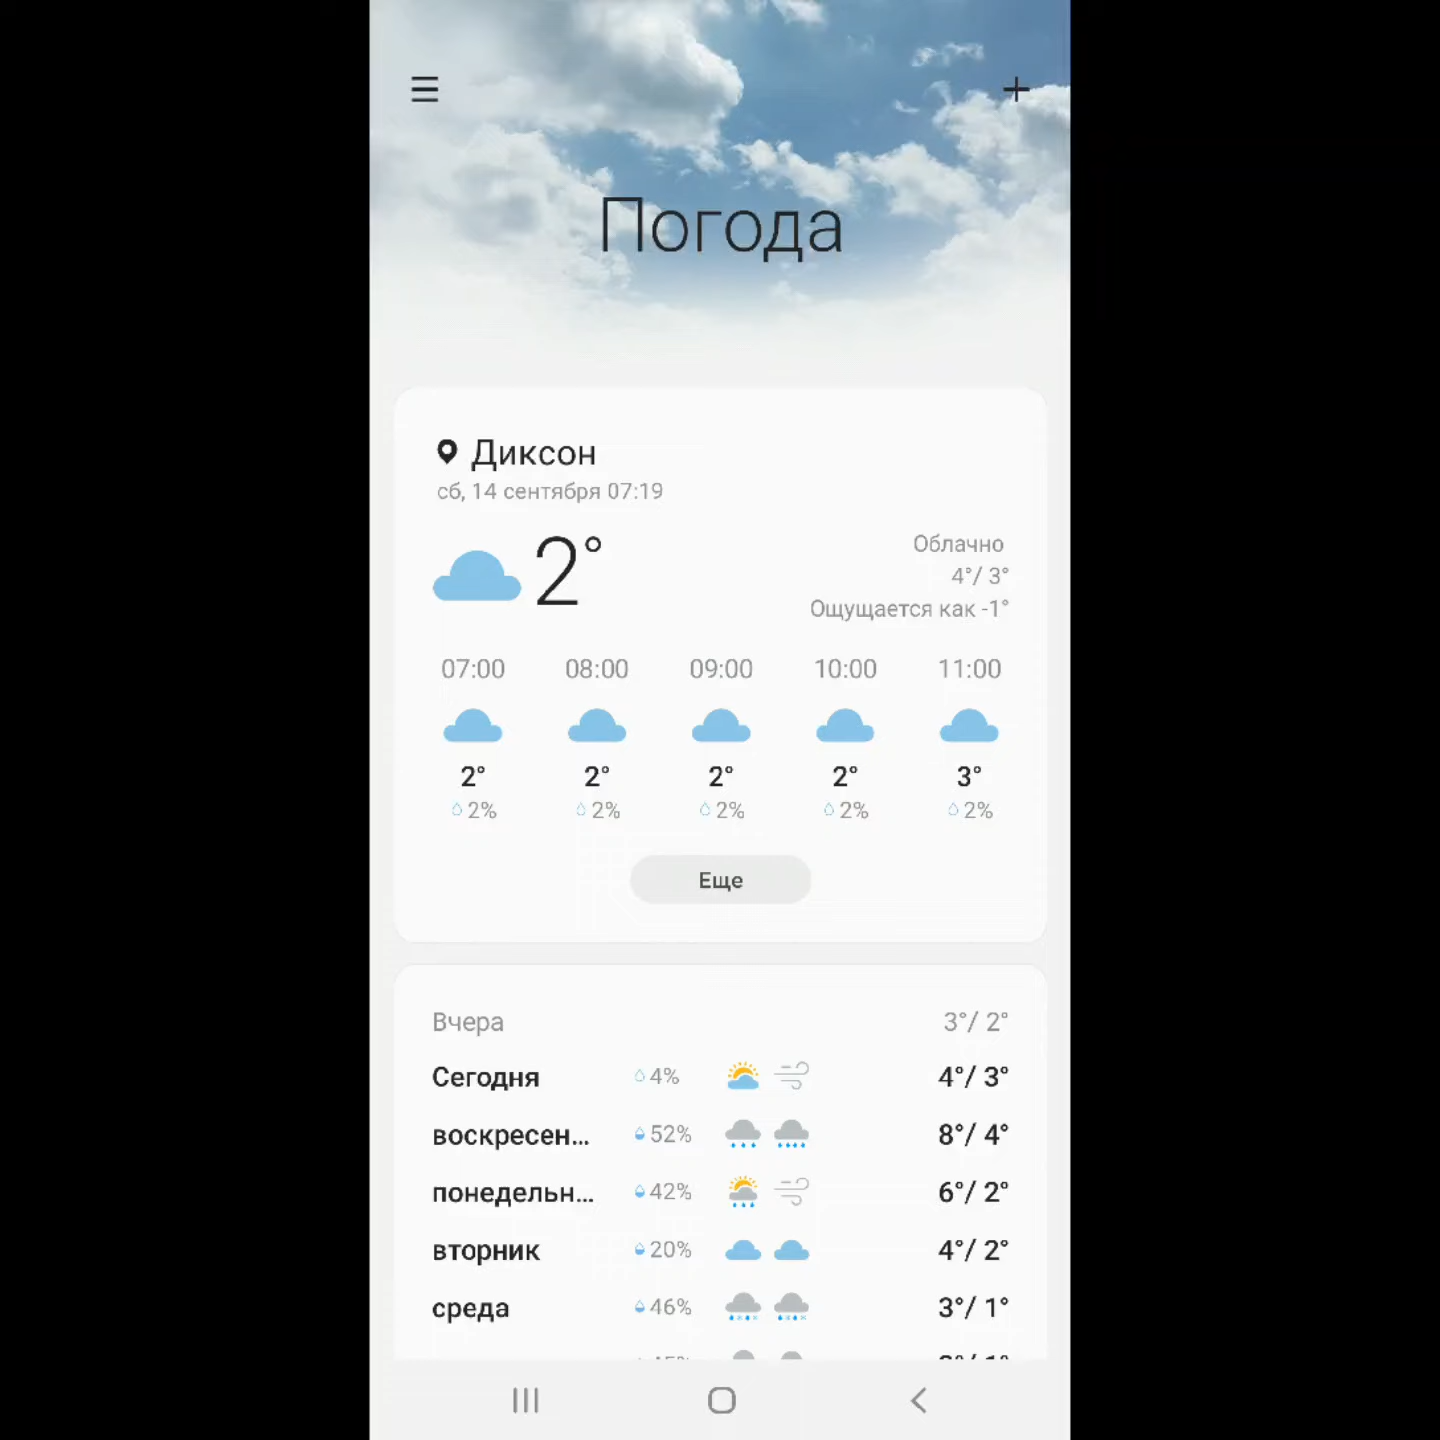 Погода
Диксон
сб, 14 сентября 07:19
2°
Облачно
4°/ 3°
Ощущается как -1°
07:00 08:00 09:00 10:00 11:00
2° 2° 2° 2° 3°
2% 2% 2% 2% 2%
Еще
Вчера 3°/ 2°
Сегодня 4% 4°/ 3°
воскресен... 52% 8°/ 4°
понедельн... 42% 6°/ 2°
вторник 20% 4°/ 2°
среда 46% 3°/ 1°